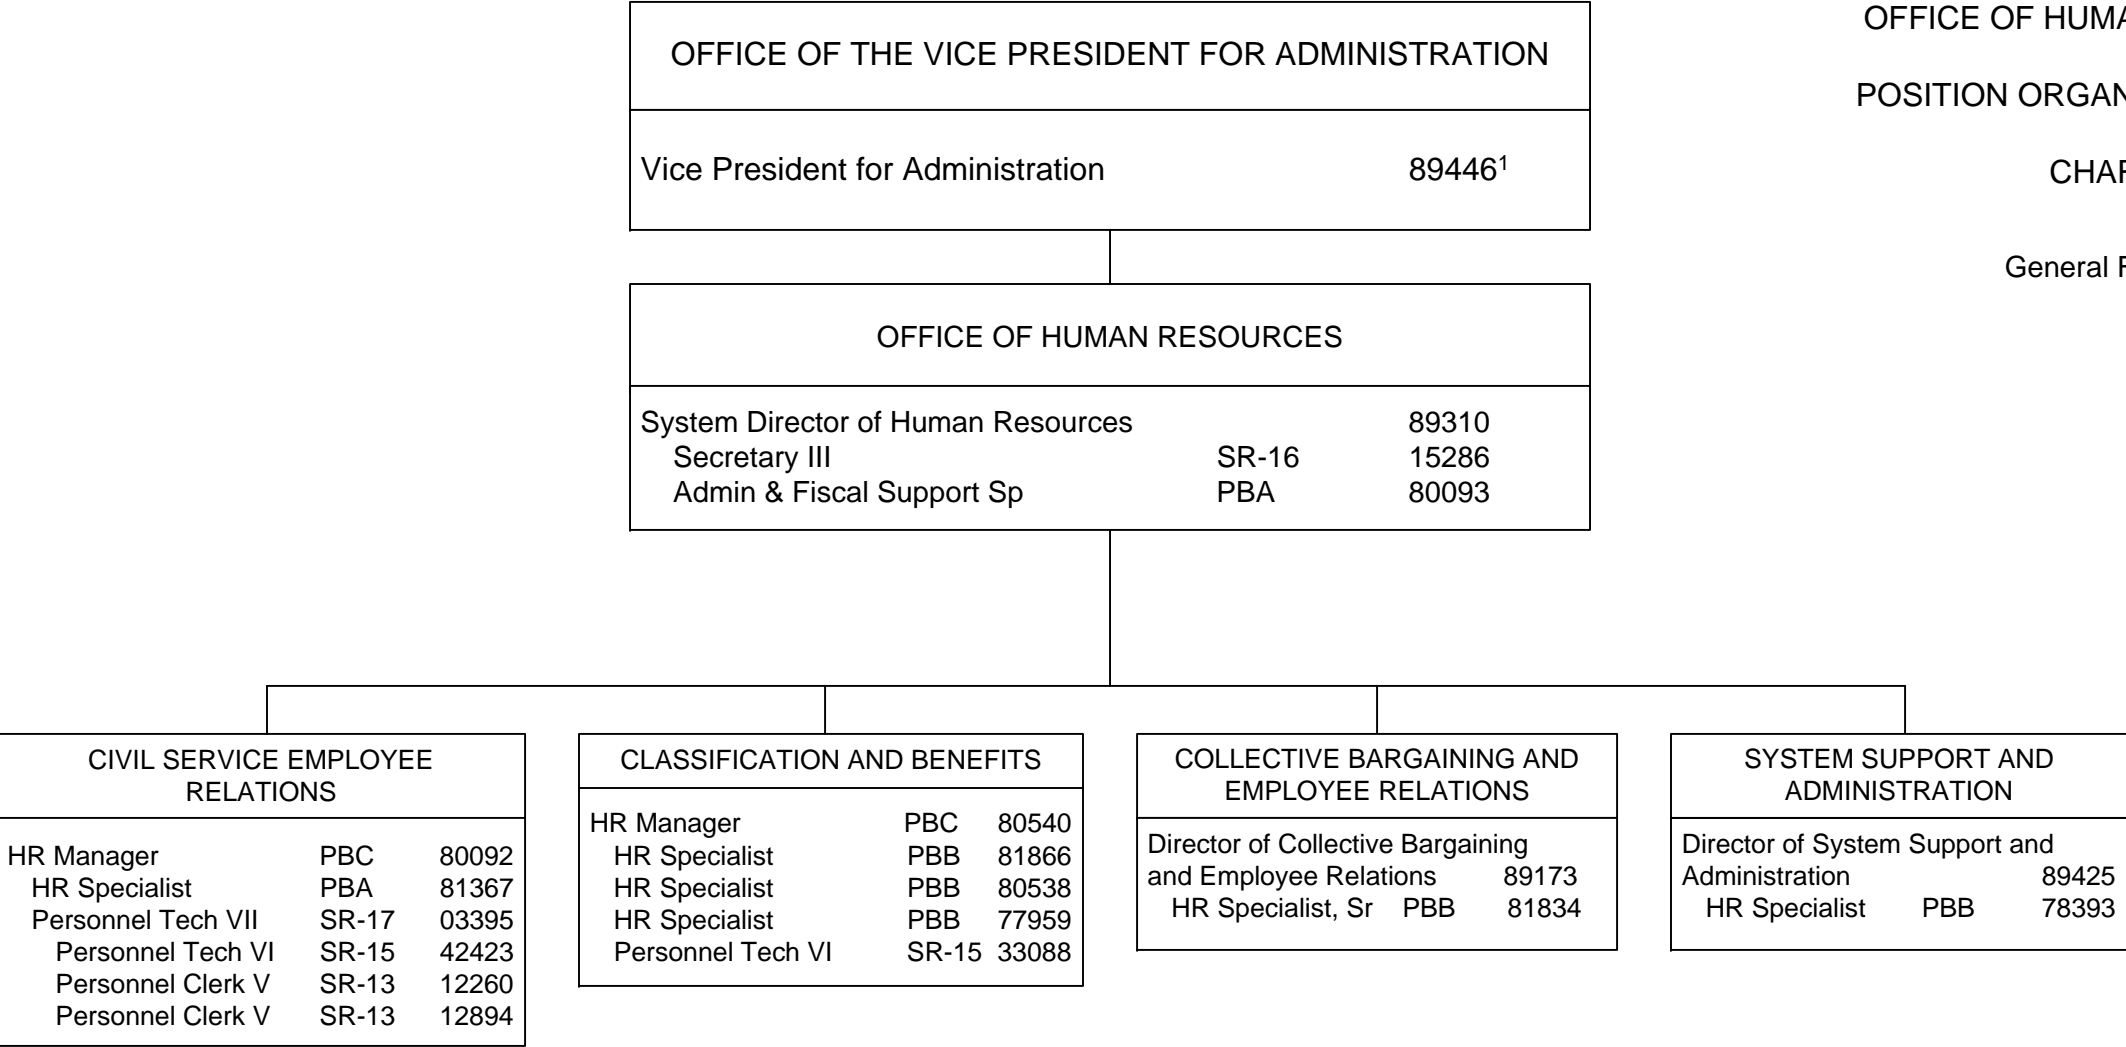 OFFICE OF THE VICE PRESIDENT FOR ADMINISTRATION
Vice President for Administration 89446¹
OFFICE OF
POSITION
General
OFFICE OF HUMAN RESOURCES
System Director of Human Resources 89310
Secretary III SR-16 15286
Admin & Fiscal Support Sp PBA 80093
CIVIL SERVICE EMPLOYEE
RELATIONS
HR Manager PBC 80092
HR Specialist PBA 81367
Personnel Tech VII SR-17 03395
Personnel Tech VI SR-15 42423
Personnel Clerk V SR-13 12260
Personnel Clerk V SR-13 12894
CLASSIFICATION AND BENEFITS
HR Manager PBC 80540
HR Specialist PBB 81866
HR Specialist PBB 80538
HR Specialist PBB 77959
Personnel Tech VI SR-15 33088
COLLECTIVE BARGAINING AND
EMPLOYEE RELATIONS
Director of Collective Bargaining
and Employee Relations 89173
HR Specialist, Sr PBB 81834
SYSTEM SUPPORT AND
ADMINISTRATION
Director of System Support and
Administration 89425
HR Specialist PBB 78393